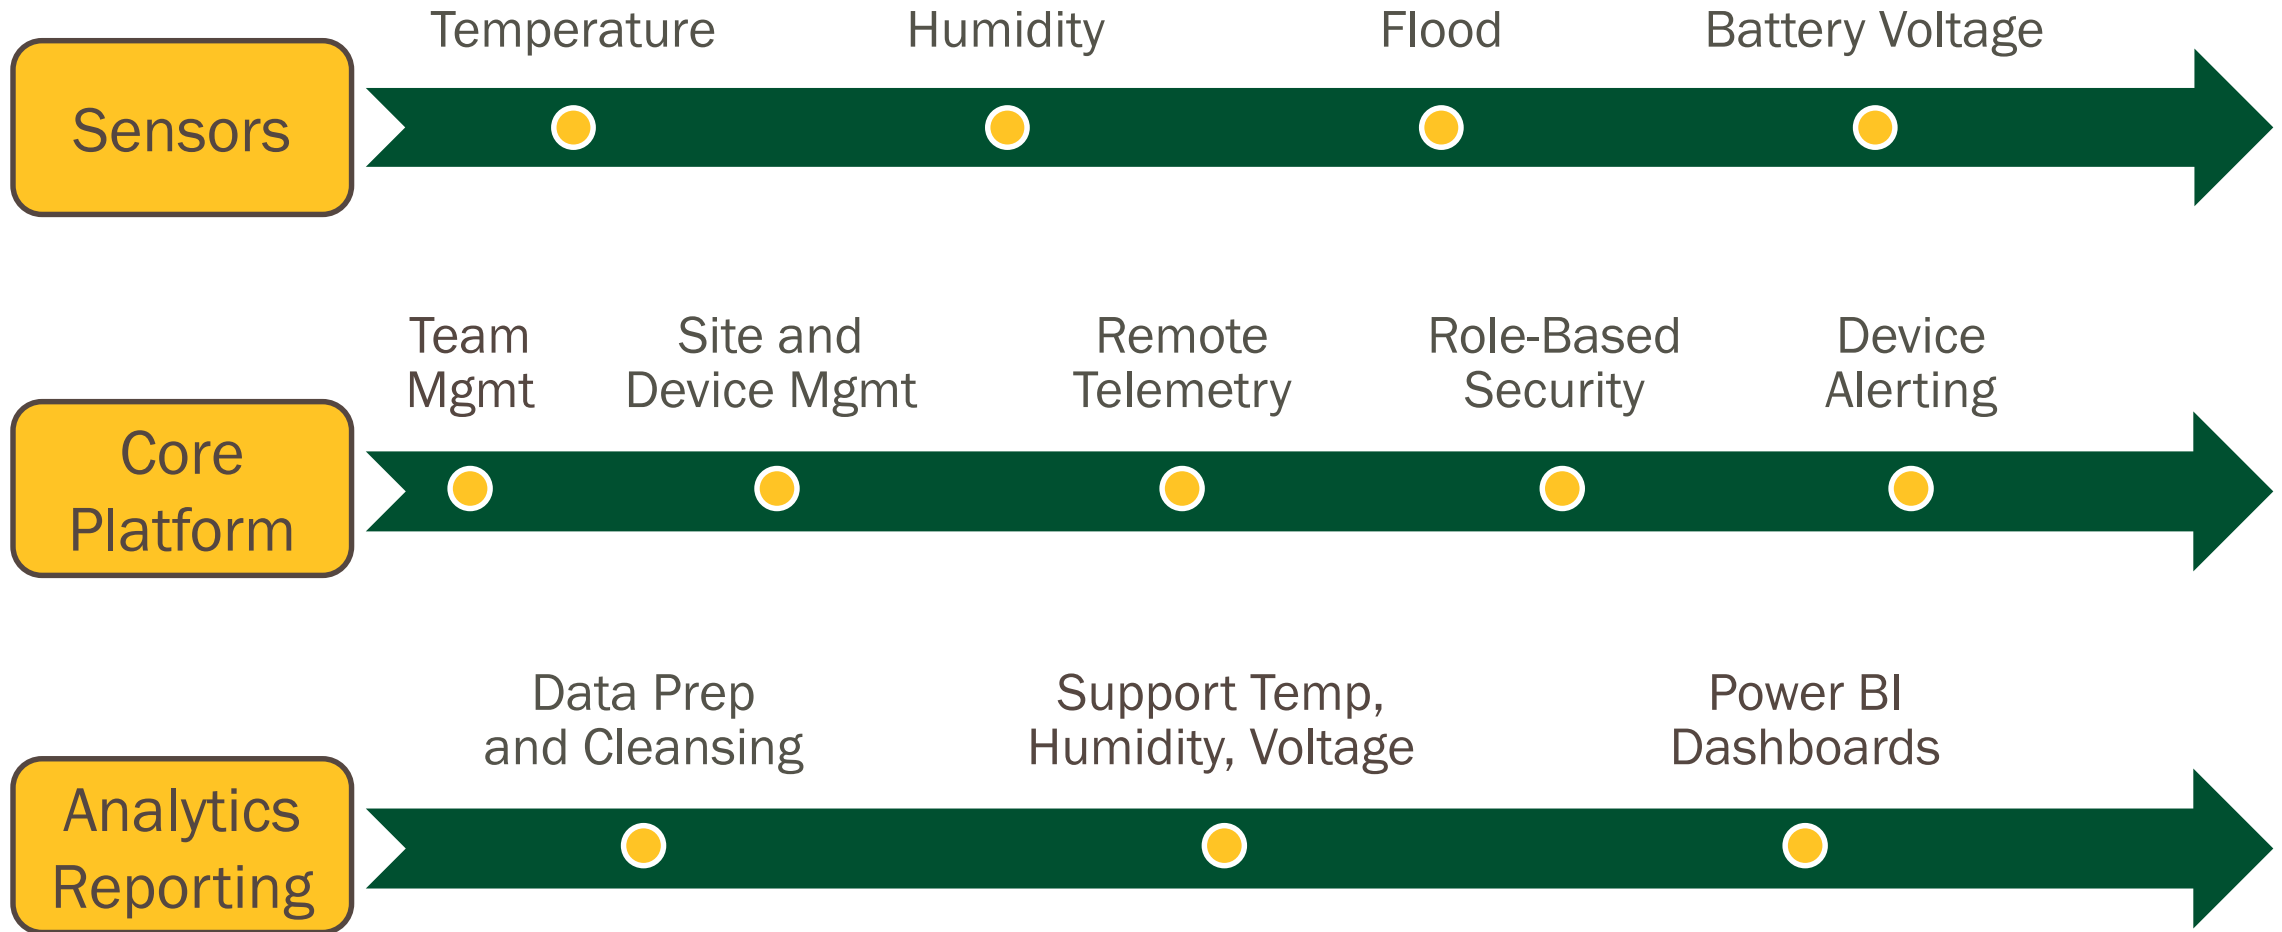 Temperature
Humidity
Flood
Battery Voltage
Sensors
Team
Mgmt
Site and
Device Mgmt
Remote
Telemetry
Role-Based
Security
Device
Alerting
Core
Platform
Data Prep
and Cleansing
Support Temp,
Humidity, Voltage
Power BI
Dashboards
Analytics
Reporting